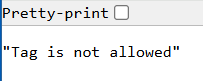 Pretty-print
"Tag is not allowed"